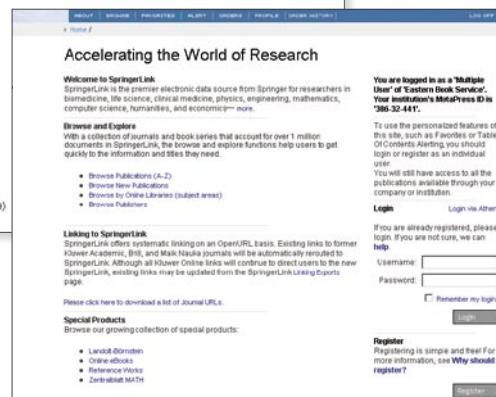 ABOUT BROWSE FAVORITES ALERT ORDERS PROFILE ORDER HISTORY LOG OFF
Home /
Accelerating the World of Research
Welcome to SpringerLink
SpringerLink is the premier electronic data source from Springer for researchers in
biomedicine, life science, clinical medicine, physics, engineering, mathematics,
computer science, humanities, and economics— more.
Browse and Explore
With a collection of journals and book series that account for over 1 million
documents in SpringerLink, the browse and explore functions help users to get
quickly to the information and titles they need.
Browse Publications (A-Z)
Browse New Publications
Browse by Online Libraries (subject areas)
Browse Publishers
Linking to SpringerLink
SpringerLink offers systematic linking on an OpenURL basis. Existing links to former
Kluwer Academic, Brill, and Maik Nauka journals will be automatically rerouted to
SpringerLink. Although all Kluwer Online links will continue to direct users to the new
SpringerLink, existing links may be updated from the SpringerLink Linking Exports
page.
Please click here to download a list of Journal URLs.
Special Products
Browse our growing collection of special products:
Landolt-Börnstein
Online eBooks
Reference Works
Zentralblatt MATH
You are logged in as a 'Multiple
User' of 'Eastern Book Service'.
Your institution's MetaPress ID is
'386-32-441'.
To use the personalized features of
this site, such as Favorites or Table
Of Contents Alerting, you should
login or register as an individual
user.
You will still have access to all the
publications available through your
company or institution.
Login Login via Athen
If you are already registered, please
login. If you are not sure, we can
help.
Username:
Password:
Remember my login
Login
Register
Registering is simple and free! For
more information, see Why should
register?
Register